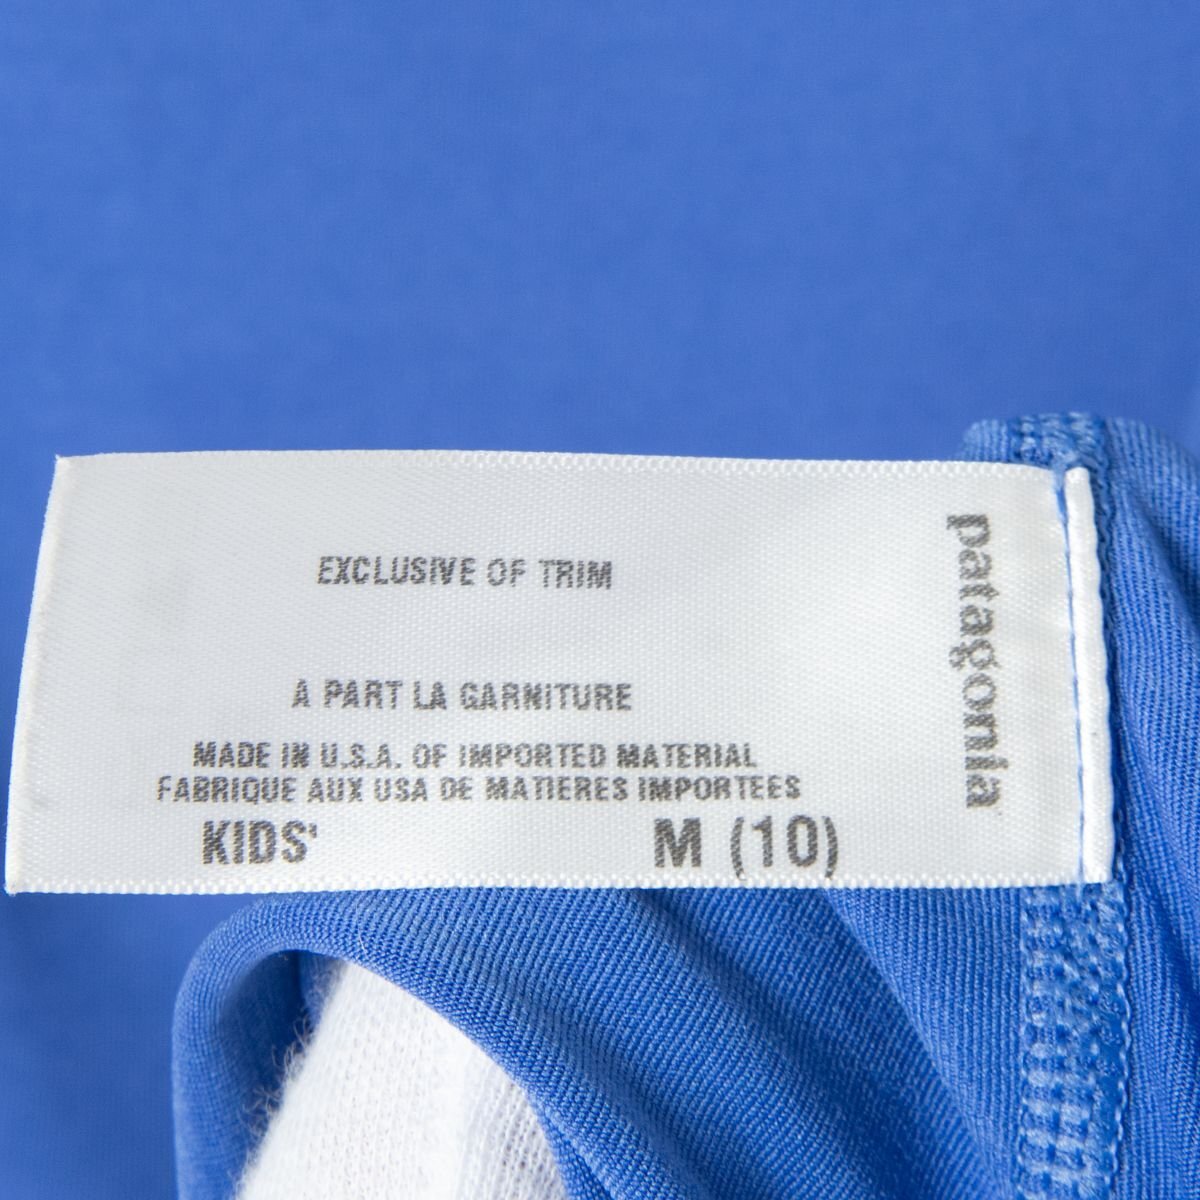 EXCLUSIVE OF TRIM
A PART LA GARNITURE
MADE IN U.S.A. OF IMPORTED MATERIAL
FABRIQUE AUX USA DE MATIERES IMPORTEES
KIDS' M (10)
patagonia